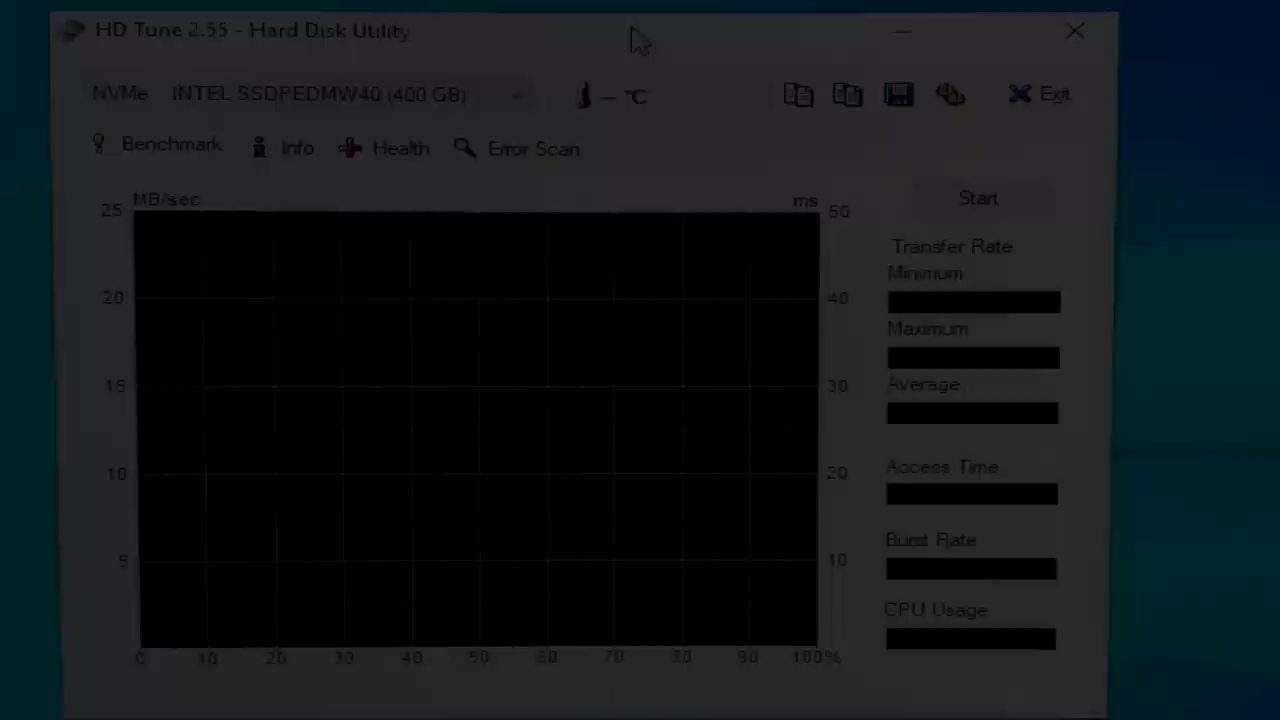 HD Tune 2.55 - Hard Disk Utility
NVMe INTEL SSDPEDMW40 (400 GB) -- °C Exit
Benchmark Info Health Error Scan
MB/sec ms
25 50
20 40
15 30
10 20
5 10
0 10 20 30 40 50 60 70 80 90 100%
Start
Transfer Rate
Minimum
Maximum
Average
Access Time
Burst Rate
CPU Usage